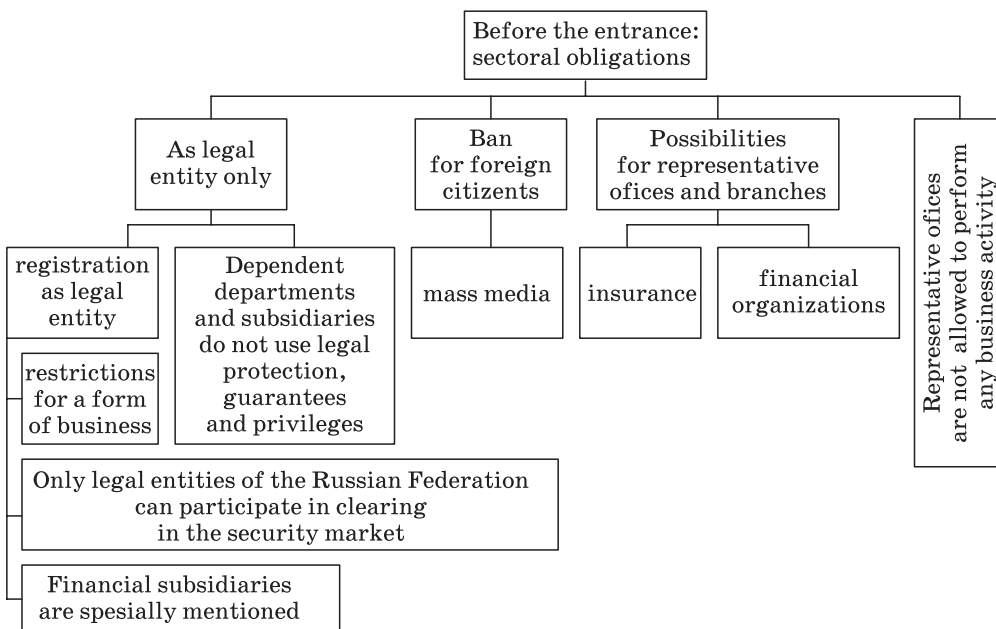 Before the entrance:
sectoral obligations
As legal
entity only
Ban
for foreign
citizents
Possibilities
for representative
ofices and branches
Representative ofices
are not allowed to perform
any business activity
registration
as legal
entity
Dependent
departments
and subsidiaries
do not use legal
protection,
guarantees
and privileges
mass media
insurance
financial
organizations
restrictions
for a form
of business
Only legal entities of the Russian Federation
can participate in clearing
in the security market
Financial subsidiaries
are spesially mentioned